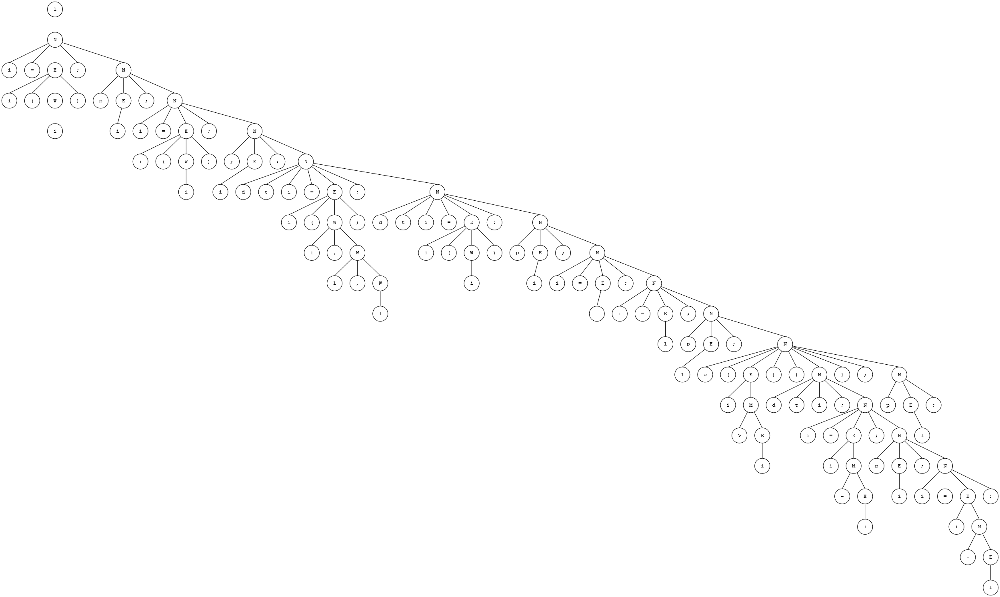 1
N
i = E ; N
i ( W ) p E ; N
i i i = E ; N
i ( W ) p E ; N
i i d t i = E ; N
i ( W ) d t i = E ; N
i , W i ( W ) p E ; N
l , W i i i = E ; N
l l i = E ; N
l p E ; N
l w ( E ) { N } ; N
i M d t i ; N p E ;
> E i = E ; N l
i i M p E ; N
- E i i = E ;
i i M
- E
l